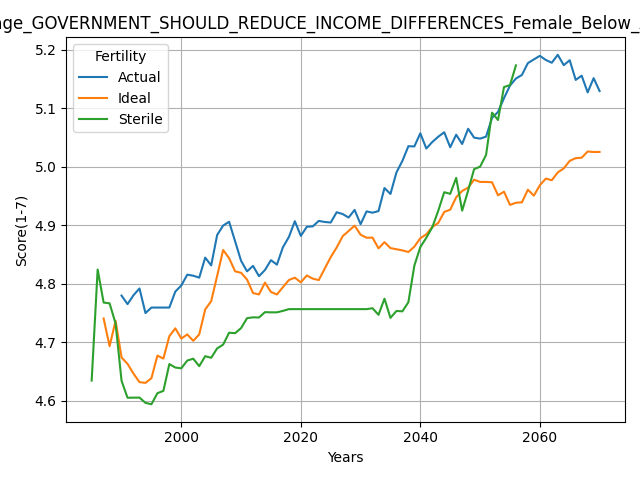 age_GOVERNMENT_SHOULD_REDUCE_INCOME_DIFFERENCES_Female_Below_
5.2
5.1
5.0
4.9
4.8
4.7
4.6
Score(1-7)
Fertility
Actual
Ideal
Sterile
2000
2020
2040
2060
Years